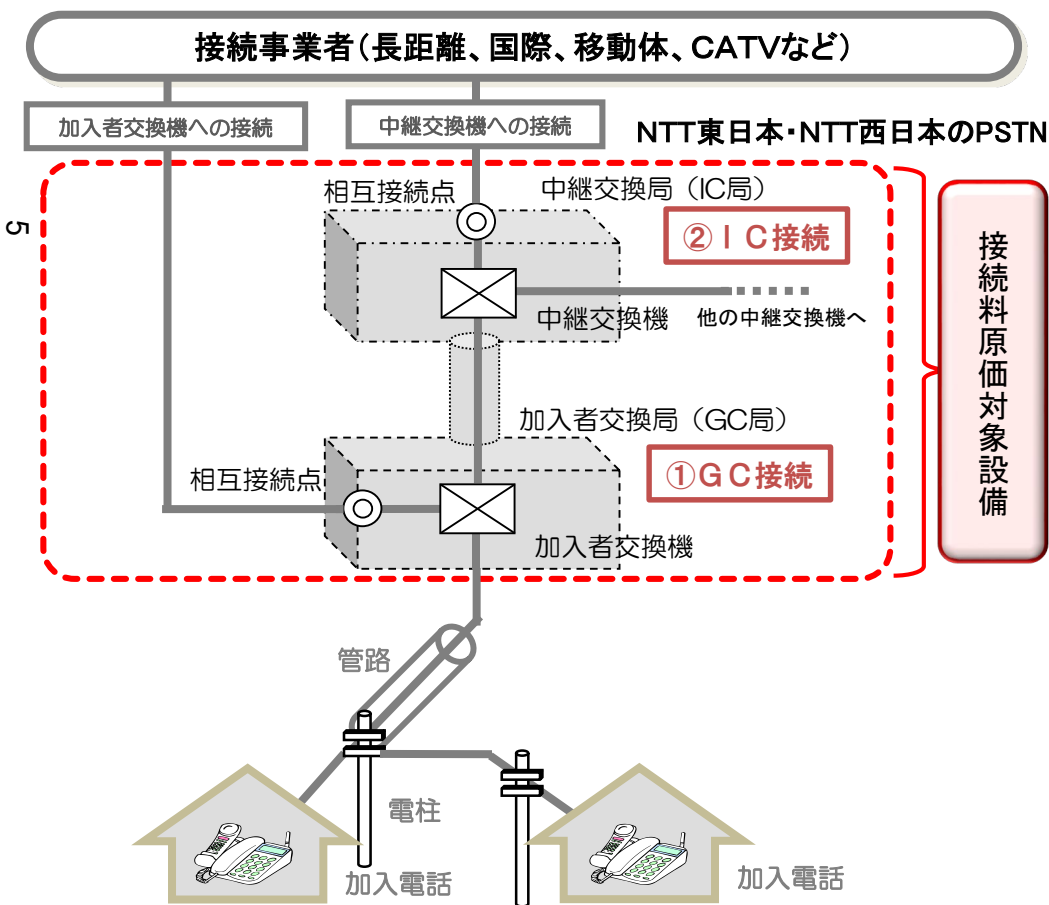 接続事業者(長距離、国際、移動体、CATVなど)
加入者交換機への接続
中継交換機への接続
NTT東日本・NTT西日本のPSTN
相互接続点
中継交換局（IC局）
②ＩＣ接続
中継交換機
他の中継交換機へ
加入者交換局（GC局）
①ＧＣ接続
相互接続点
加入者交換機
接続料原価対象設備
5
管路
電柱
加入電話
加入電話